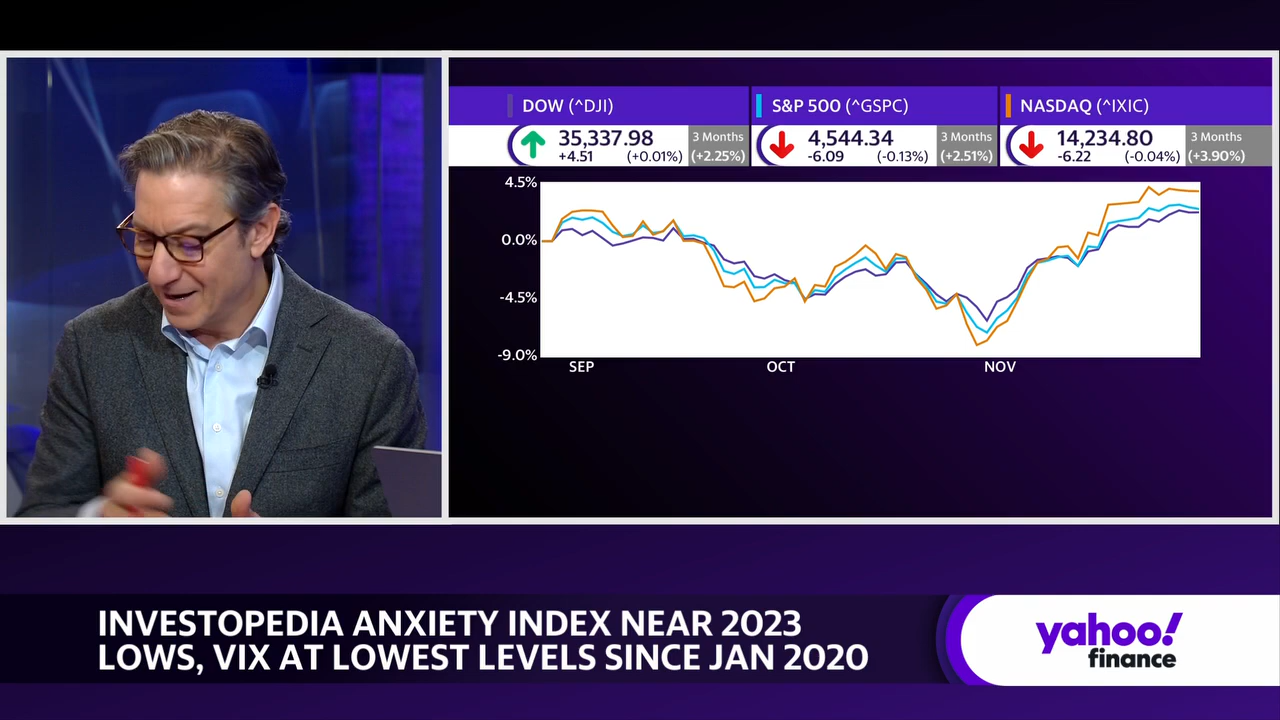 DOW (^DJI)
35,337.98
+4.51 (+0.01%)
3 Months
(+2.25%)
S&P 500 (^GSPC)
4,544.34
-6.09 (-0.13%)
3 Months
(+2.51%)
NASDAQ (^IXIC)
14,234.80
-6.22 (-0.04%)
3 Months
(+3.90%)
4.5%
0.0%
-4.5%
-9.0%
SEP OCT NOV
INVESTOPEDIA ANXIETY INDEX NEAR 2023
LOWS, VIX AT LOWEST LEVELS SINCE JAN 2020
yahoo!
finance